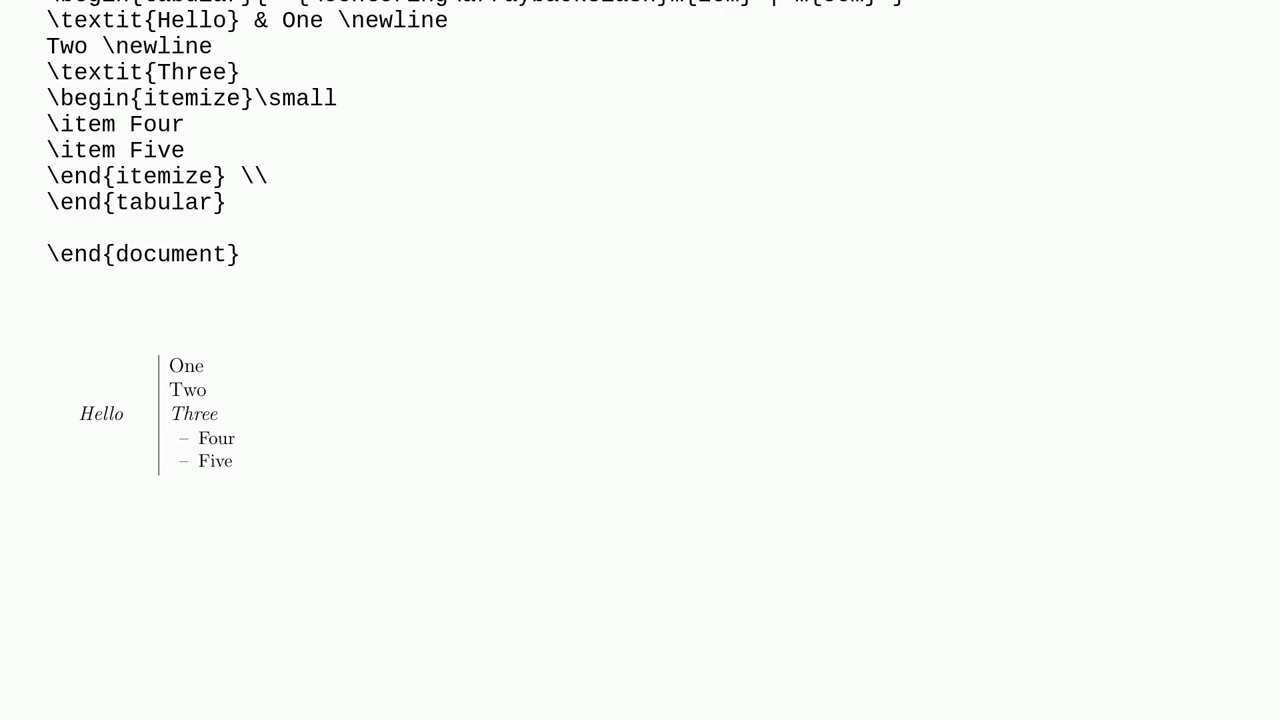 \textit{Hello} & One \newline
Two \newline
\textit{Three}
\begin{itemize}\small
\item Four
\item Five
\end{itemize} \\
\end{tabular}
\end{document}
One
Two
Hello Three
– Four
– Five